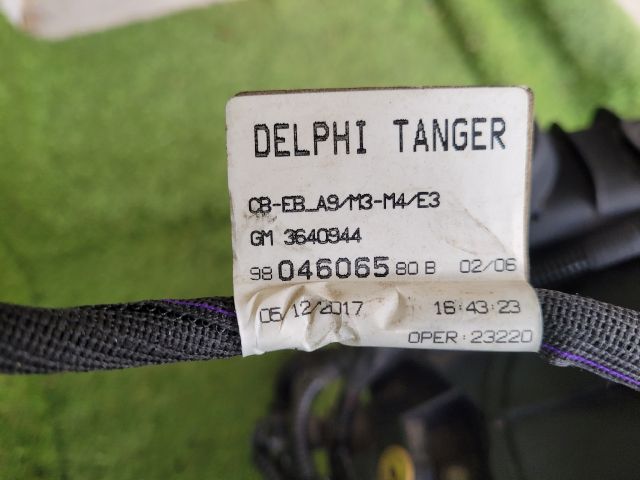 DELPHI TANGER
CB-EB_A9/M3-M4/E3
GM 3640944
98 046065 80 B 02/06
06/12/2017 16:43:23
OPER:23220